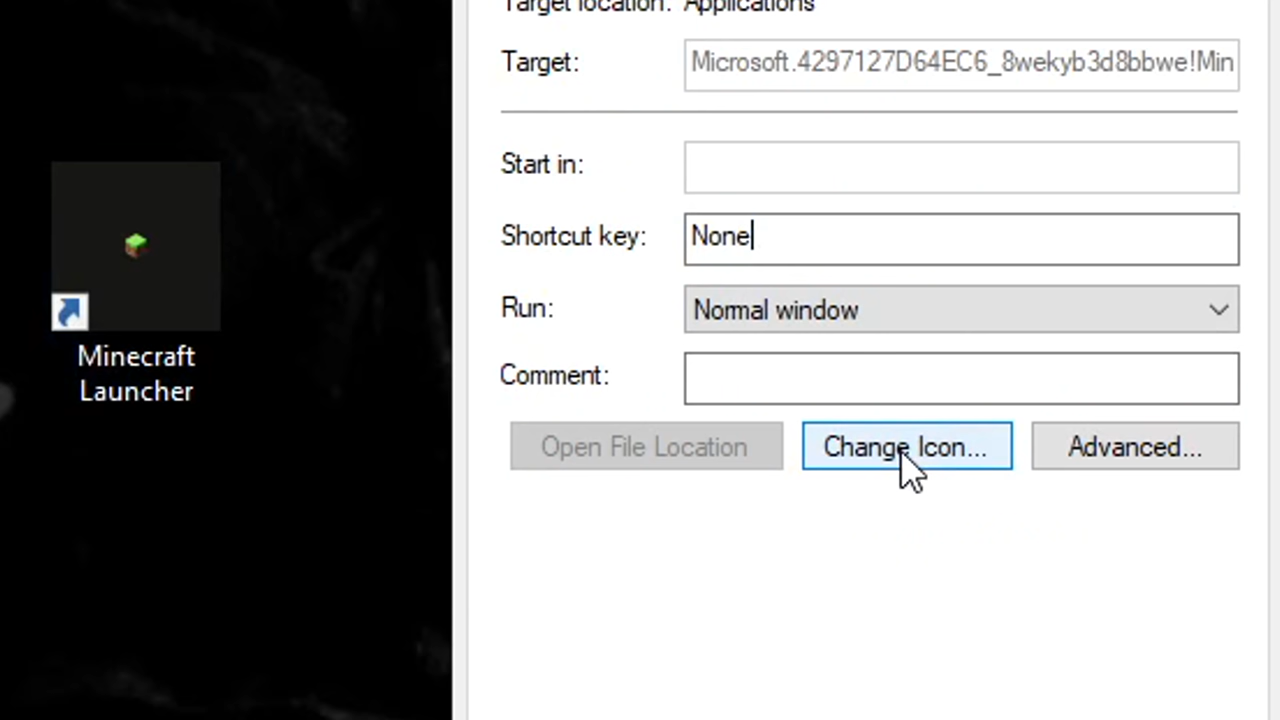 Target location: Applications
Target: Microsoft.4297127D64EC6_8wekyb3d8bbwe!Min
Start in:
Shortcut key: None
Run: Normal window
Comment:
Open File Location Change Icon... Advanced...
Minecraft
Launcher